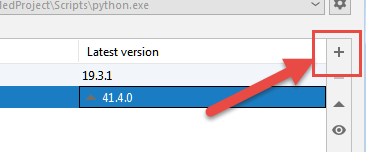 ledProject\Scripts\python.exe
Latest version
19.3.1
41.4.0